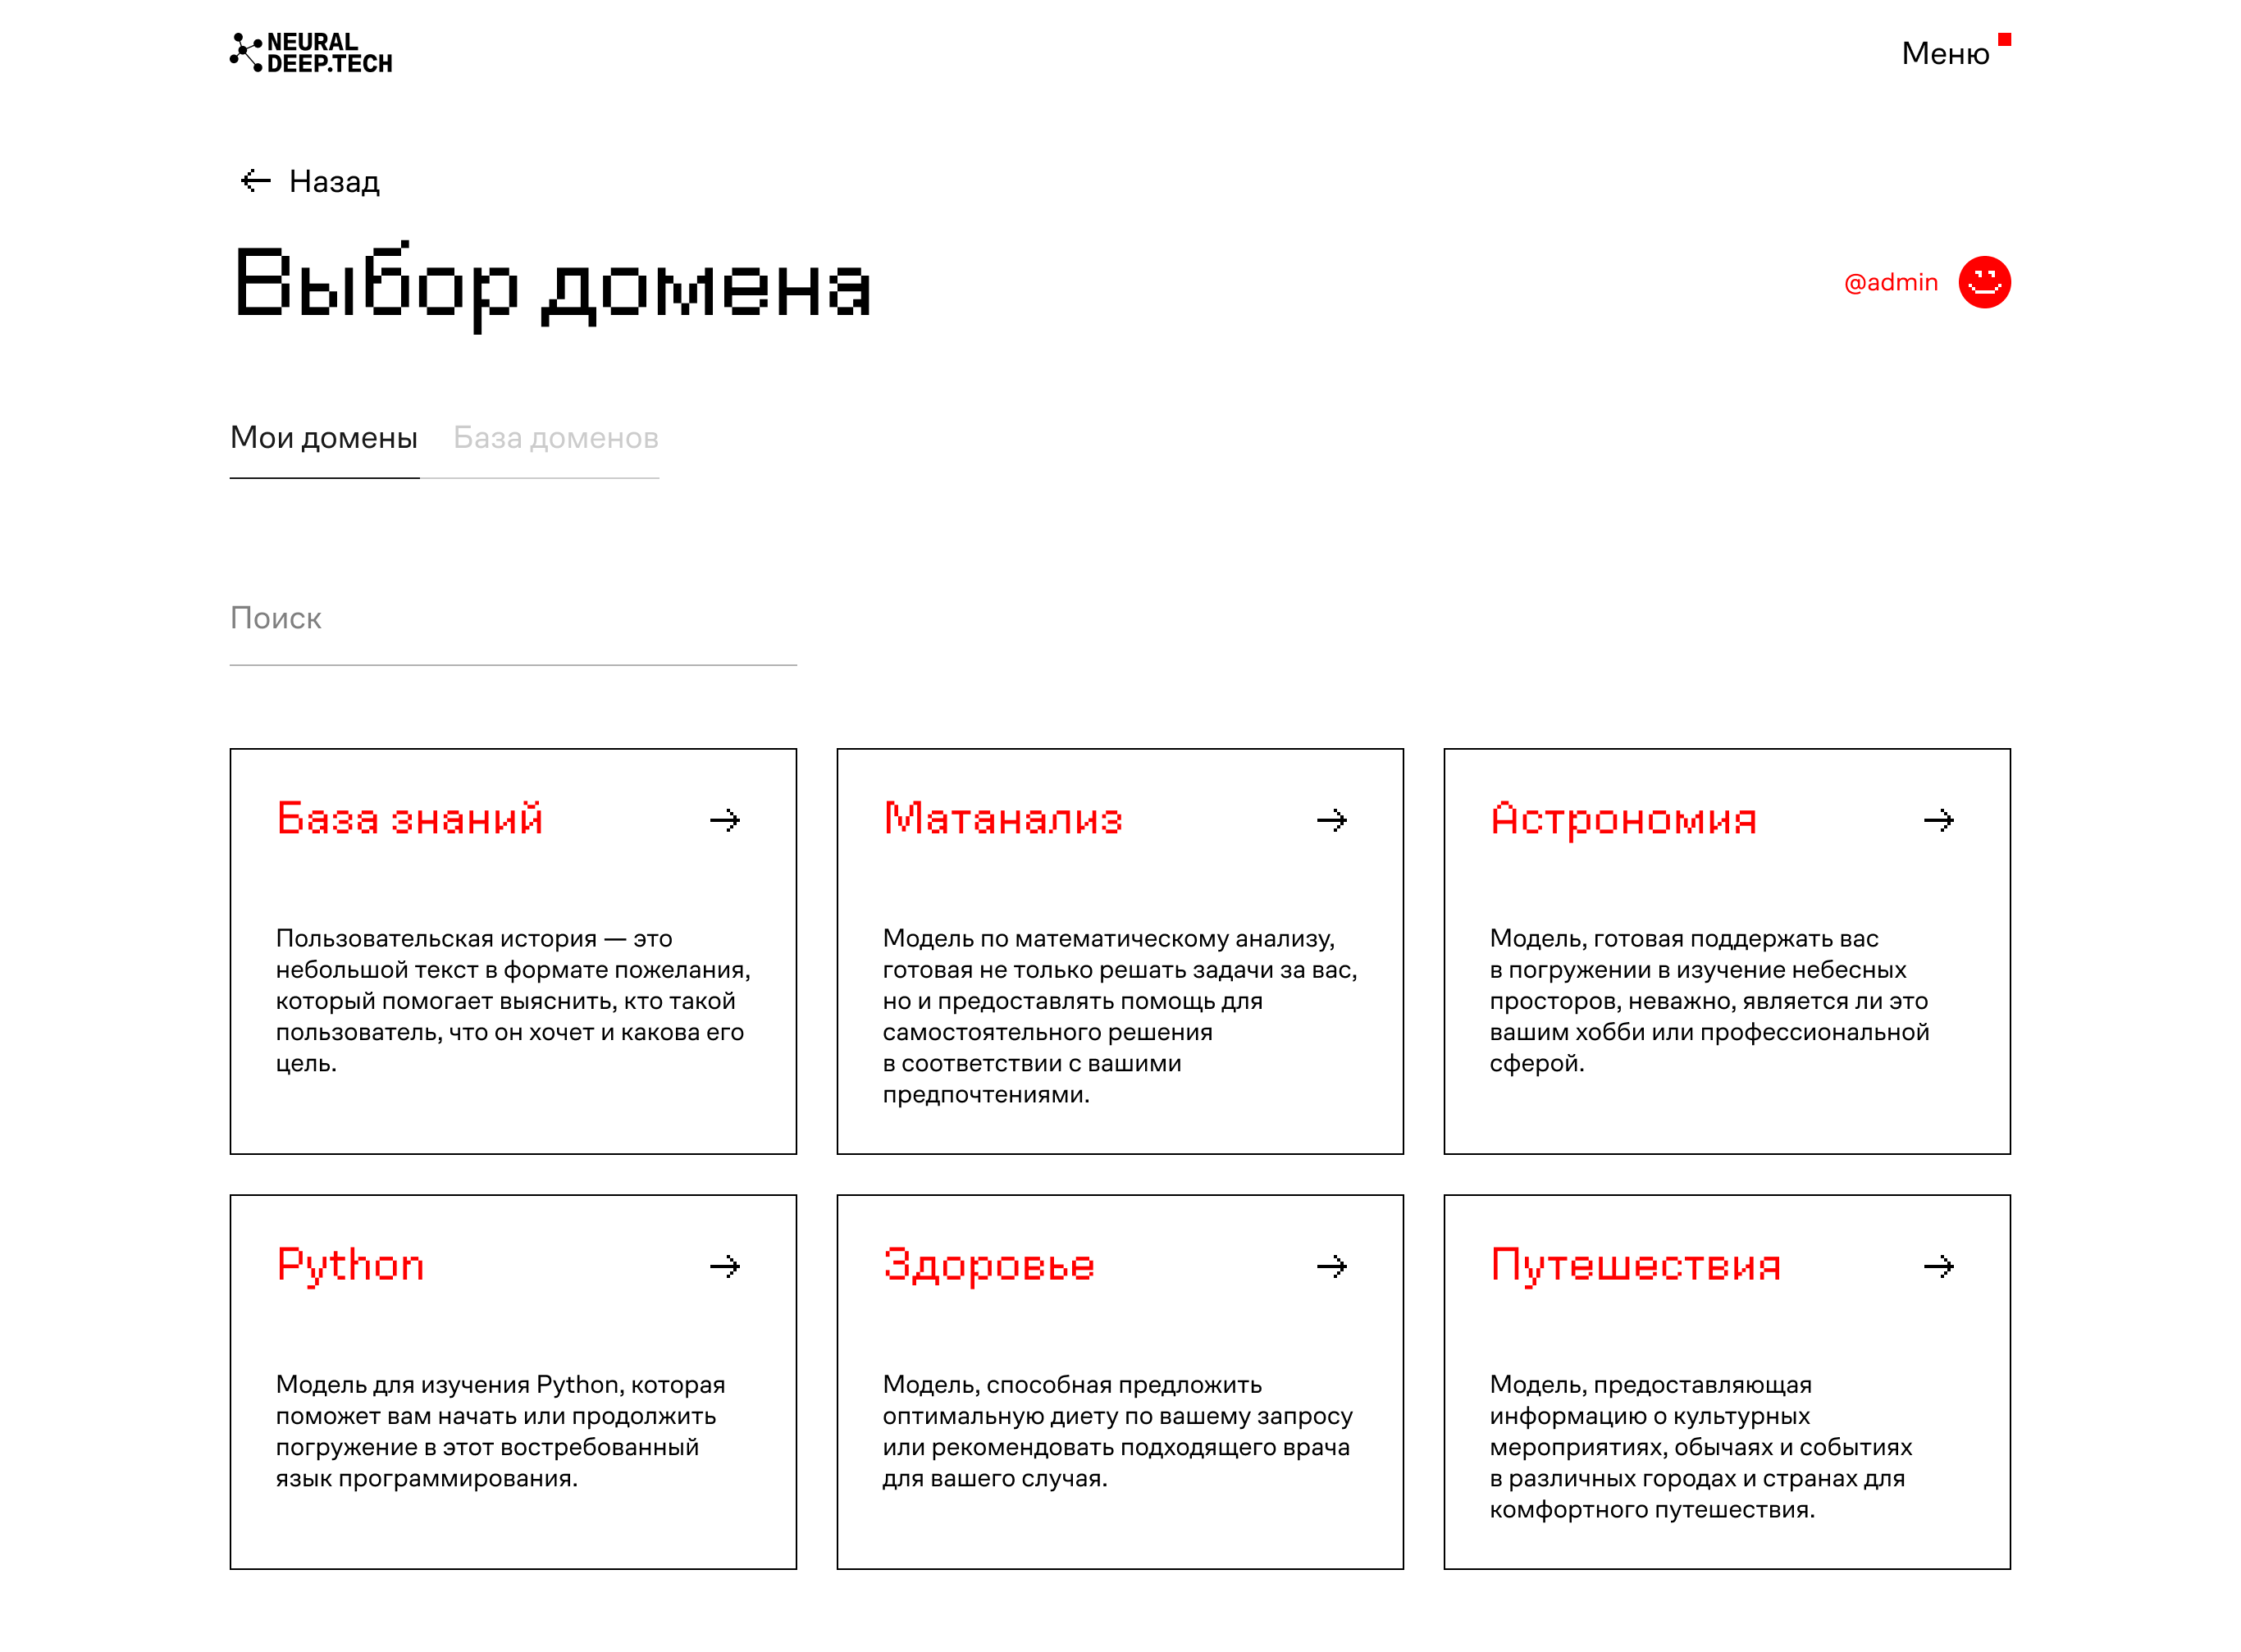 NEURAL
DEEP.TECH
Меню
Назад
Выбор домена
@admin
Мои домены
База доменов
Поиск
База знаний
Пользовательская история — это
небольшой текст в формате пожелания,
который помогает выяснить, кто такой
пользователь, что он хочет и какова его
цель.
Матанализ
Модель по математическому анализу,
готовая не только решать задачи за вас,
но и предоставлять помощь для
самостоятельного решения
в соответствии с вашими
предпочтениями.
Астрономия
Модель, готовая поддержать вас
в погружении в изучение небесных
просторов, неважно, является ли это
вашим хобби или профессиональной
сферой.
Python
Модель для изучения Python, которая
поможет вам начать или продолжить
погружение в этот востребованный
язык программирования.
Здоровье
Модель, способная предложить
оптимальную диету по вашему запросу
или рекомендовать подходящего врача
для вашего случая.
Путешествия
Модель, предоставляющая
информацию о культурных
мероприятиях, обычаях и событиях
в различных городах и странах для
комфортного путешествия.